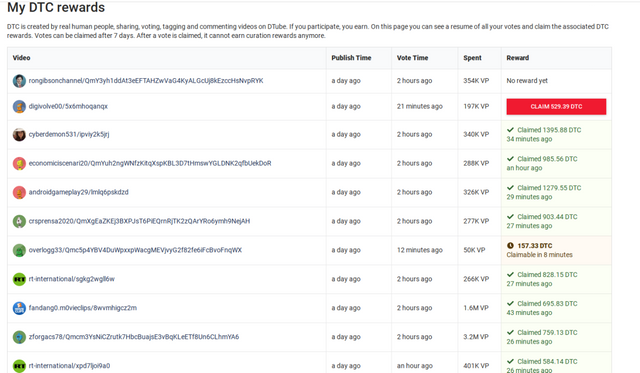 My DTC rewards
DTC is created by real human people, sharing, voting, tagging and commenting videos on DTube. If you participate, you earn. On this page you can see a resume of all your votes and claim the associated DTC
rewards. Votes can be claimed after 7 days. After a vote is claimed, it cannot earn curation rewards anymore.
Video Publish Time Vote Time Spent Reward
rongibsonchannel/QmY3yh1ddAt3eEFTAHZwVaG4KyALGcUj8kEzccHsNvpRYK a day ago 2 hours ago 354K VP No reward yet
digivolve00/5x6mhoqanqx a day ago 21 minutes ago 197K VP CLAIM 529.39 DTC
cyberdemon531/ipviy2k5jrj a day ago 2 hours ago 340K VP Claimed 1395.88 DTC
34 minutes ago
economiciscenari20/QmYuh2ngWNfzKitqXspKBL3D7tHmswYGLDNK2qfbUekDoR a day ago 2 hours ago 288K VP Claimed 985.56 DTC
an hour ago
androidgameplay29/lmlq6pskdzd a day ago 2 hours ago 326K VP Claimed 1279.55 DTC
29 minutes ago
crsprensa2020/QmXgEaZKEj3BXPJsT6PiEQrnRjTK2zQArYRo6ymh9NejAH a day ago 2 hours ago 277K VP Claimed 903.44 DTC
27 minutes ago
overlogg33/Qmc5p4YBV4DuWpxxpWacgMEVjvyG2f82fe6iFcBvoFnqWX a day ago 12 minutes ago 50K VP 157.33 DTC
Claimable in 8 minutes
rt-international/sgkg2wgll6w a day ago 2 hours ago 266K VP Claimed 828.15 DTC
27 minutes ago
fandang0.m0vieclips/8wvmhigcz2m a day ago 2 hours ago 1.6M VP Claimed 695.83 DTC
43 minutes ago
zforgacs78/Qmcm3YsNiCZrutk7HbcBuajsE3vBqKLeETf8Un6CLhmYA6 a day ago 2 hours ago 3.2M VP Claimed 759.13 DTC
26 minutes ago
RT rt-international/xpd7ljoi9a0 a day ago an hour ago 401K VP Claimed 584.14 DTC
26 minutes ago